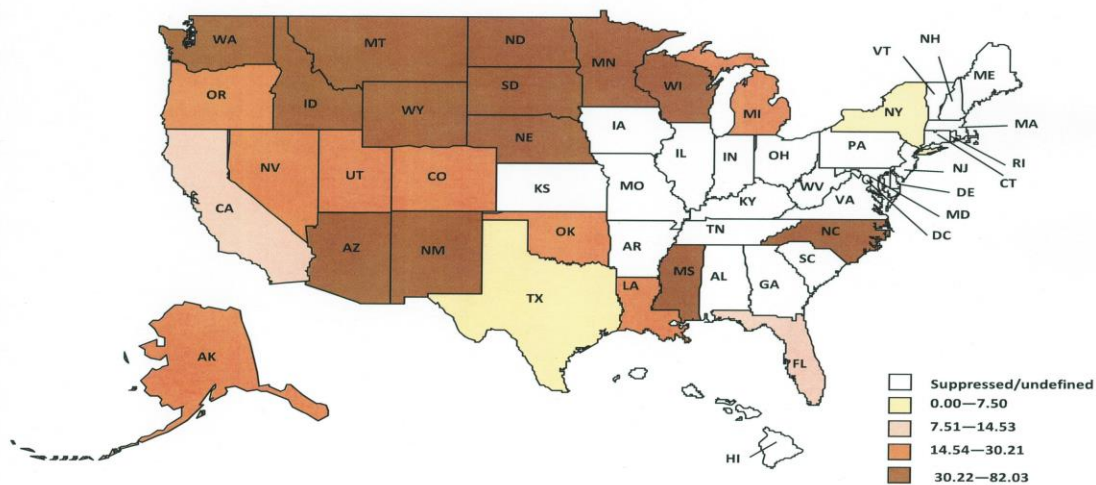 WA
MT
ND
MN
VT
NH
ME
OR
ID
WY
SD
WI
MI
NY
MA
NE
IA
PA
RI
NV
UT
CO
IL
IN
OH
NJ
CT
CA
KS
MO
WV
VA
DE
KY
MD
DC
AZ
NM
OK
AR
TN
NC
SC
MS
AL
GA
LA
TX
FL
AK
HI
Suppressed/undefined
0.00—7.50
7.51—14.53
14.54—30.21
30.22—82.03